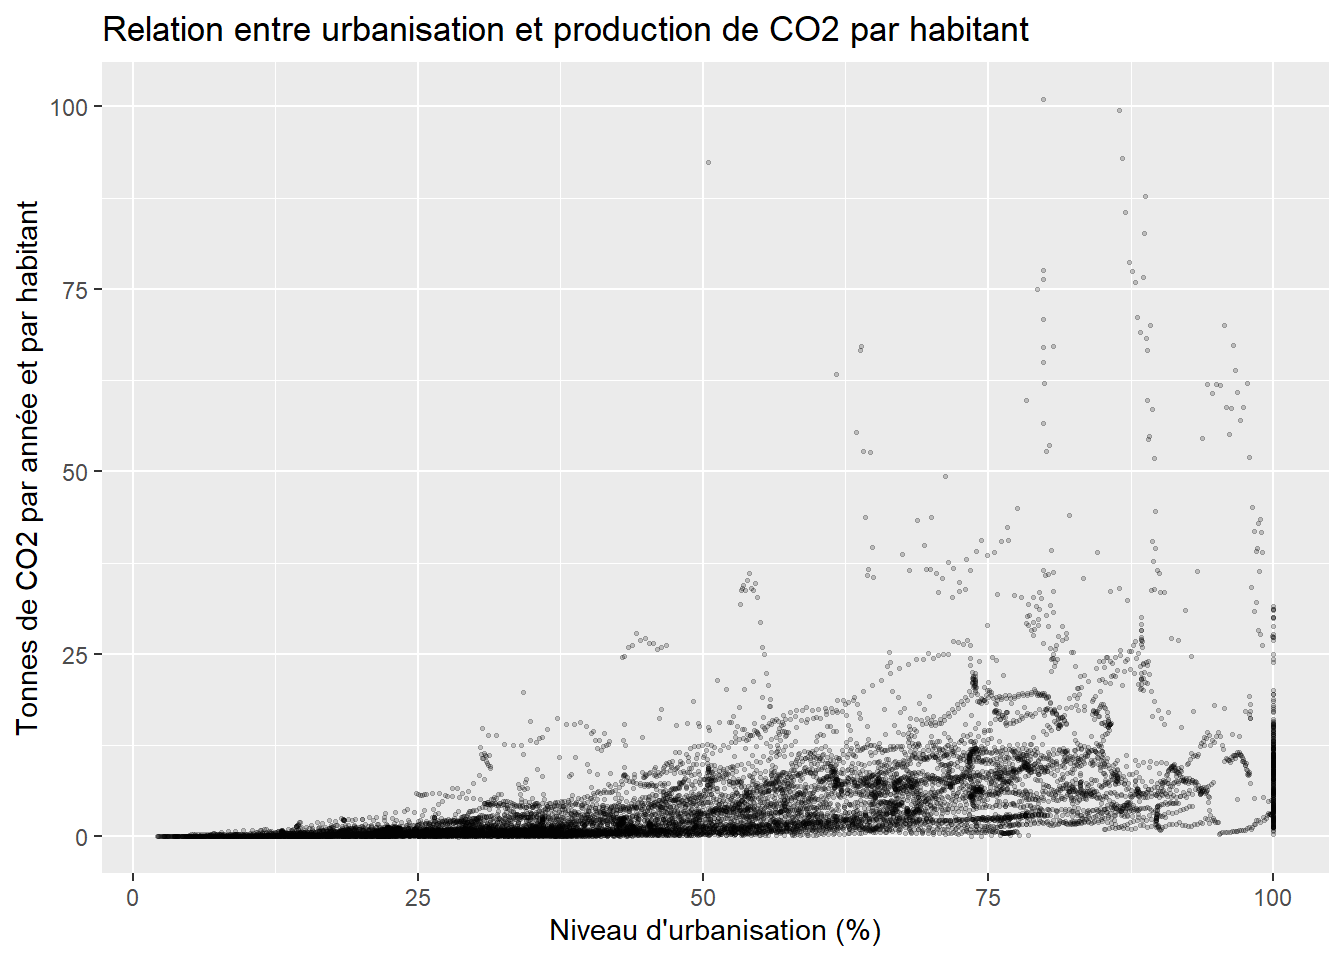 Relation entre urbanisation et production de CO2 par habitant
Tonnes de CO2 par année et par habitant
100
75
50
25
0
0 25 50 75 100
Niveau d'urbanisation (%)